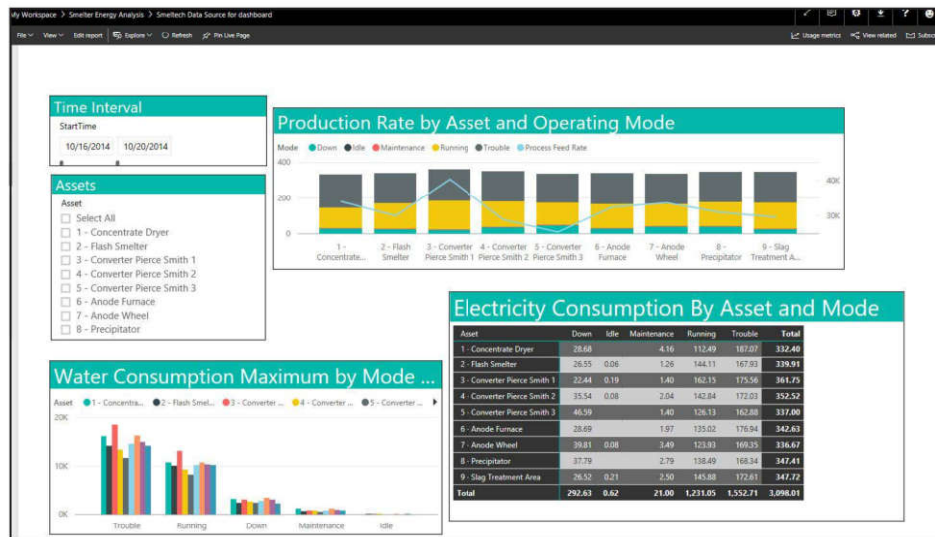 My Workspace > Smelter Energy Analysis > Smeltech Data Source for dashboard
File View Edit report Explore Refresh Pin Live Page
Usage metrics View related Subsc
Time Interval
StartTime
10/16/2014 10/20/2014
Assets
Asset
Select All
1 - Concentrate Dryer
2 - Flash Smelter
3 - Converter Pierce Smith 1
4 - Converter Pierce Smith 2
5 - Converter Pierce Smith 3
6 - Anode Furnace
7 - Anode Wheel
8 - Precipitator
Production Rate by Asset and Operating Mode
Mode Down Idle Maintenance Running Trouble Process Feed Rate
400
200
0
40K
30K
1 - Concentrate...
2 - Flash Smelter
3 - Converter Pierce Smith 1
4 - Converter Pierce Smith 2
5 - Converter Pierce Smith 3
6 - Anode Furnace
7 - Anode Wheel
8 - Precipitator
9 - Slag Treatment A...
Water Consumption Maximum by Mode ...
Asset 1 - Concentra... 2 - Flash Smel... 3 - Converter ... 4 - Converter ... 5 - Converter ...
20K
10K
0K
Trouble Running Down Maintenance Idle
Electricity Consumption By Asset and Mode
Asset Down Idle Maintenance Running Trouble Total
1 - Concentrate Dryer 28.68 4.16 112.49 187.07 332.40
2 - Flash Smelter 26.55 0.06 1.26 144.11 167.93 339.91
3 - Converter Pierce Smith 1 22.44 0.19 1.40 162.15 175.56 361.75
4 - Converter Pierce Smith 2 35.54 0.08 2.04 142.84 172.03 352.52
5 - Converter Pierce Smith 3 46.59 1.40 126.13 162.88 337.00
6 - Anode Furnace 28.69 1.97 135.02 176.94 342.63
7 - Anode Wheel 39.81 0.08 3.49 123.93 169.35 336.67
8 - Precipitator 37.79 2.79 138.49 168.34 347.41
9 - Slag Treatment Area 26.52 0.21 2.50 145.88 172.61 347.72
Total 292.63 0.62 21.00 1,231.05 1,552.71 3,098.01